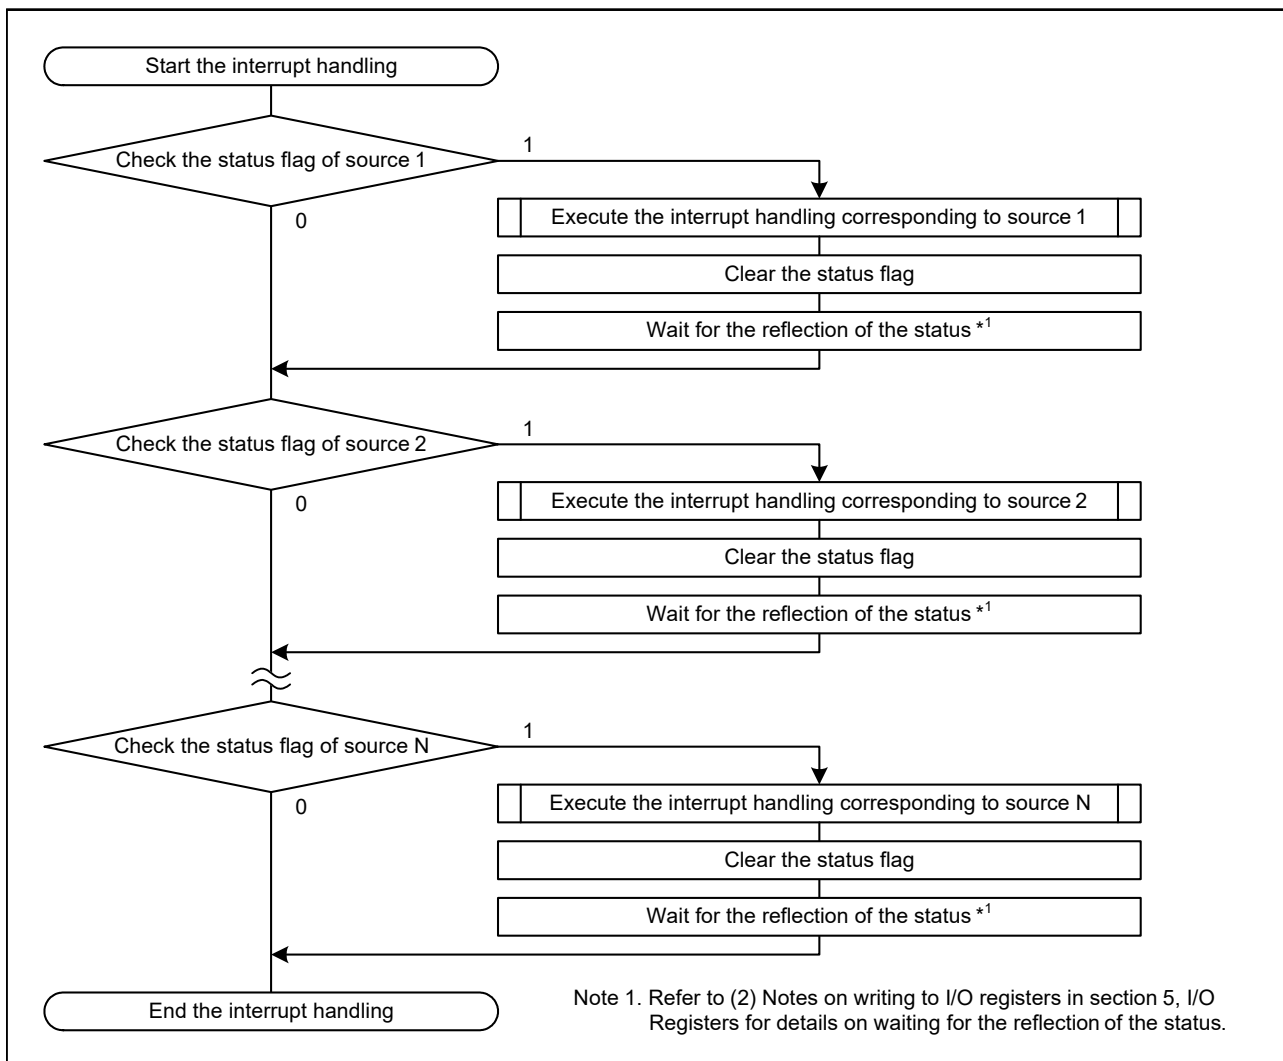 Start the interrupt handling
Check the status flag of source 1
1
0
Execute the interrupt handling corresponding to source 1
Clear the status flag
Wait for the reflection of the status *1
Check the status flag of source 2
1
0
Execute the interrupt handling corresponding to source 2
Clear the status flag
Wait for the reflection of the status *1
Check the status flag of source N
1
0
Execute the interrupt handling corresponding to source N
Clear the status flag
Wait for the reflection of the status *1
End the interrupt handling
Note 1. Refer to (2) Notes on writing to I/O registers in section 5, I/O
Registers for details on waiting for the reflection of the status.